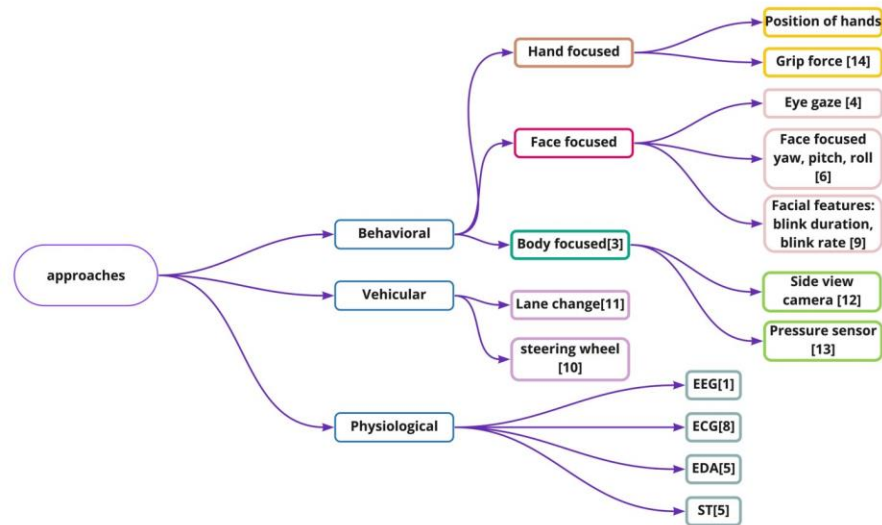 Position of hands
Hand focused
Grip force [14]
Eye gaze [4]
Face focused
Face focused
yaw, pitch, roll
[6]
Facial features:
blink duration,
blink rate [9]
Behavioral
Body focused[3]
approaches
Side view
camera [12]
Vehicular
Lane change[11]
Pressure sensor
[13]
steering wheel
[10]
EEG[1]
Physiological
ECG[8]
EDA[5]
ST[5]